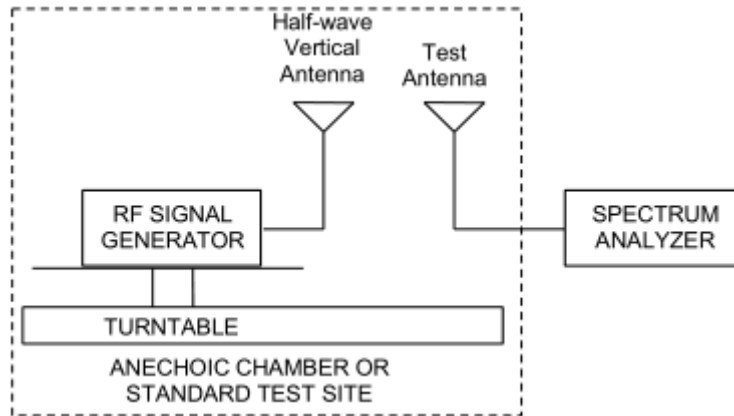 Half-wave
Vertical
Antenna
Test
Antenna
RF SIGNAL
GENERATOR
SPECTRUM
ANALYZER
TURNTABLE
ANECHOIC CHAMBER OR
STANDARD TEST SITE